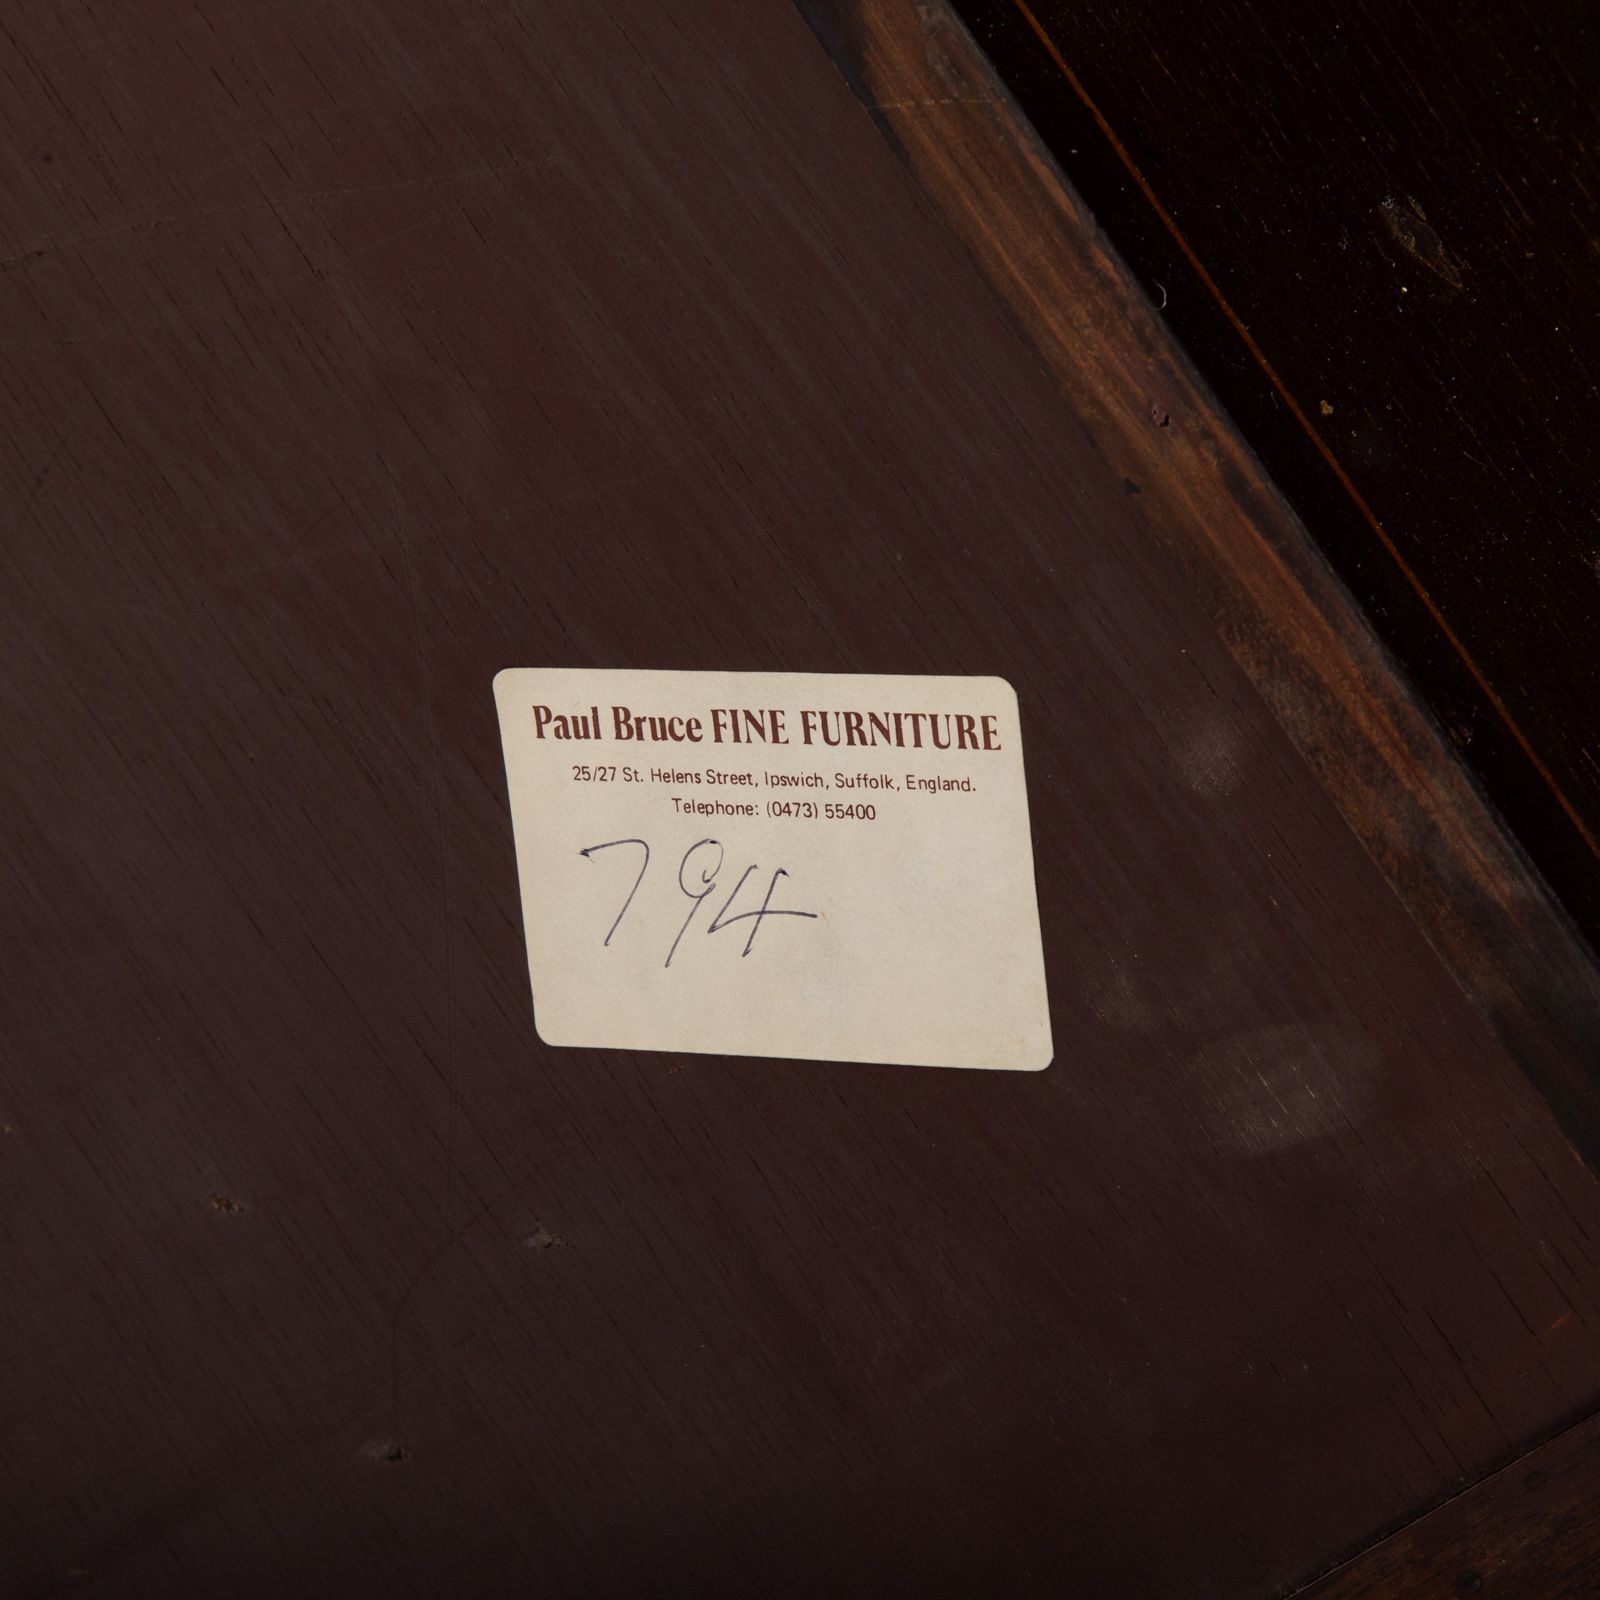 Paul Bruce FINE FURNITURE
25/27 St. Helens Street, Ipswich, Suffolk, England.
Telephone: (0473) 55400
794